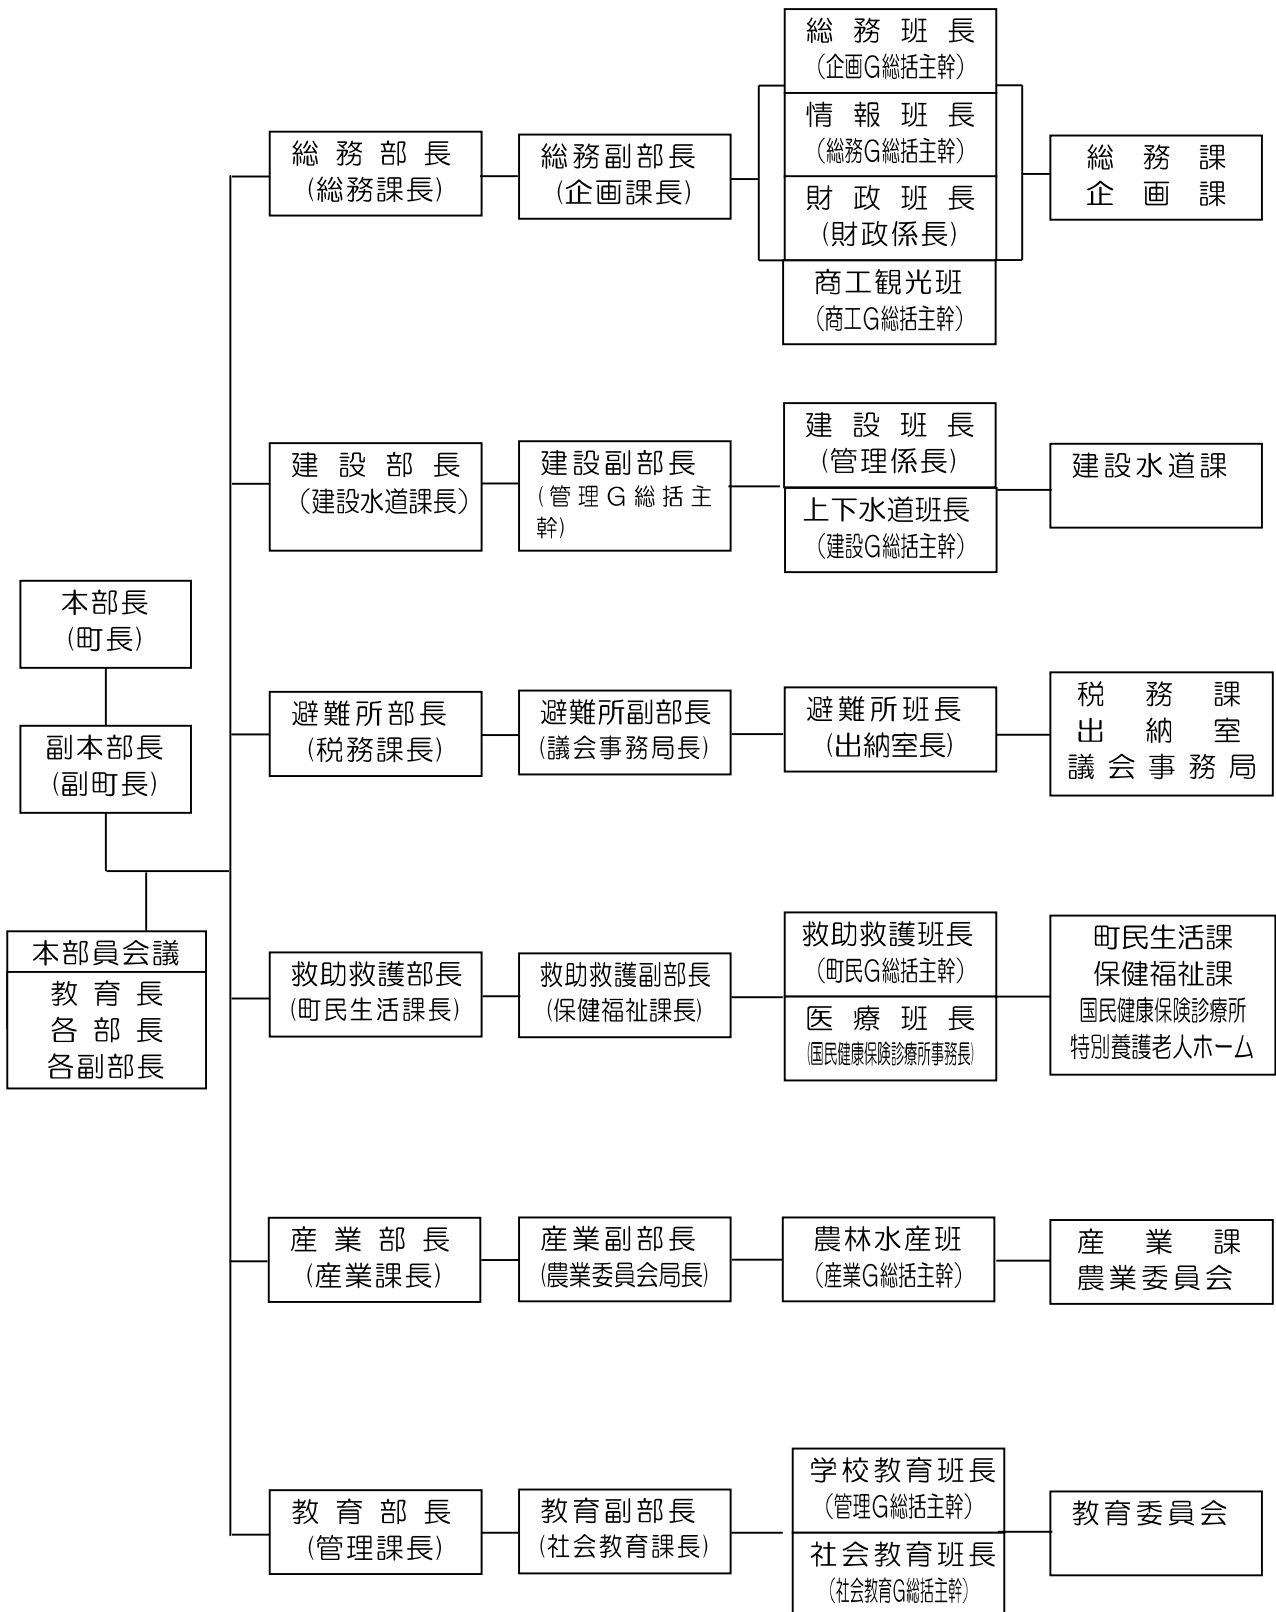 本部長
(町長)
副本部長
(副町長)
本部員会議
教育長
各部長
各副部長
総務部長
(総務課長)
総務副部長
(企画課長)
総務班長
(企画G総括主幹)
情報班長
(総務G総括主幹)
財政班長
(財政係長)
商工観光班
(商工G総括主幹)
総務課
企画課
建設部長
(建設水道課長)
建設副部長
(管理G総括主
幹)
建設班長
(管理係長)
上下水道班長
(建設G総括主幹)
建設水道課
避難所部長
(税務課長)
避難所副部長
(議会事務局長)
避難所班長
(出納室長)
税務課
出納室
議会事務局
救助救護部長
(町民生活課長)
救助救護副部長
(保健福祉課長)
救助救護班長
(町民G総括主幹)
医療班長
(国民健康保険診療所事務長)
町民生活課
保健福祉課
国民健康保険診療所
特別養護老人ホーム
産業部長
(産業課長)
産業副部長
(農業委員会局長)
農林水産班
(産業G総括主幹)
産業課
農業委員会
教育部長
(管理課長)
教育副部長
(社会教育課長)
学校教育班長
(管理G総括主幹)
社会教育班長
(社会教育G総括主幹)
教育委員会